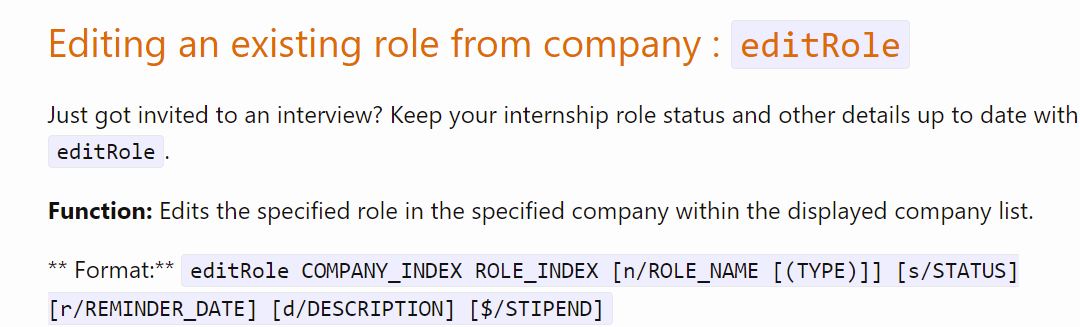 Editing an existing role from company : editRole
Just got invited to an interview? Keep your internship role status and other details up to date with
editRole.
Function: Edits the specified role in the specified company within the displayed company list.
** Format:** editRole COMPANY_INDEX ROLE_INDEX [n/ROLE_NAME [(TYPE)]] [s/STATUS]
[r/REMINDER_DATE] [d/DESCRIPTION] [$/STIPEND]